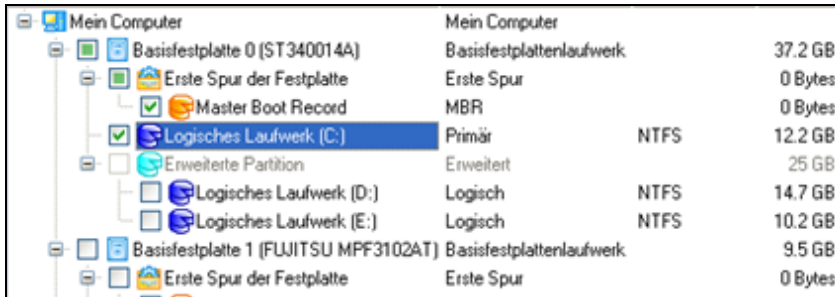 Mein Computer Mein Computer
Basisfestplatte 0 (ST340014A) Basisfestplattenlaufwerk 37.2 GB
Erste Spur der Festplatte Erste Spur 0 Bytes
Master Boot Record MBR 0 Bytes
Logisches Laufwerk (C:) Primär NTFS 12.2 GB
Erweiterte Partition Erweitert 25 GB
Logisches Laufwerk (D:) Logisch NTFS 14.7 GB
Logisches Laufwerk (E:) Logisch NTFS 10.2 GB
Basisfestplatte 1 (FUJITSU MPF3102AT) Basisfestplattenlaufwerk 9.5 GB
Erste Spur der Festplatte Erste Spur 0 Bytes